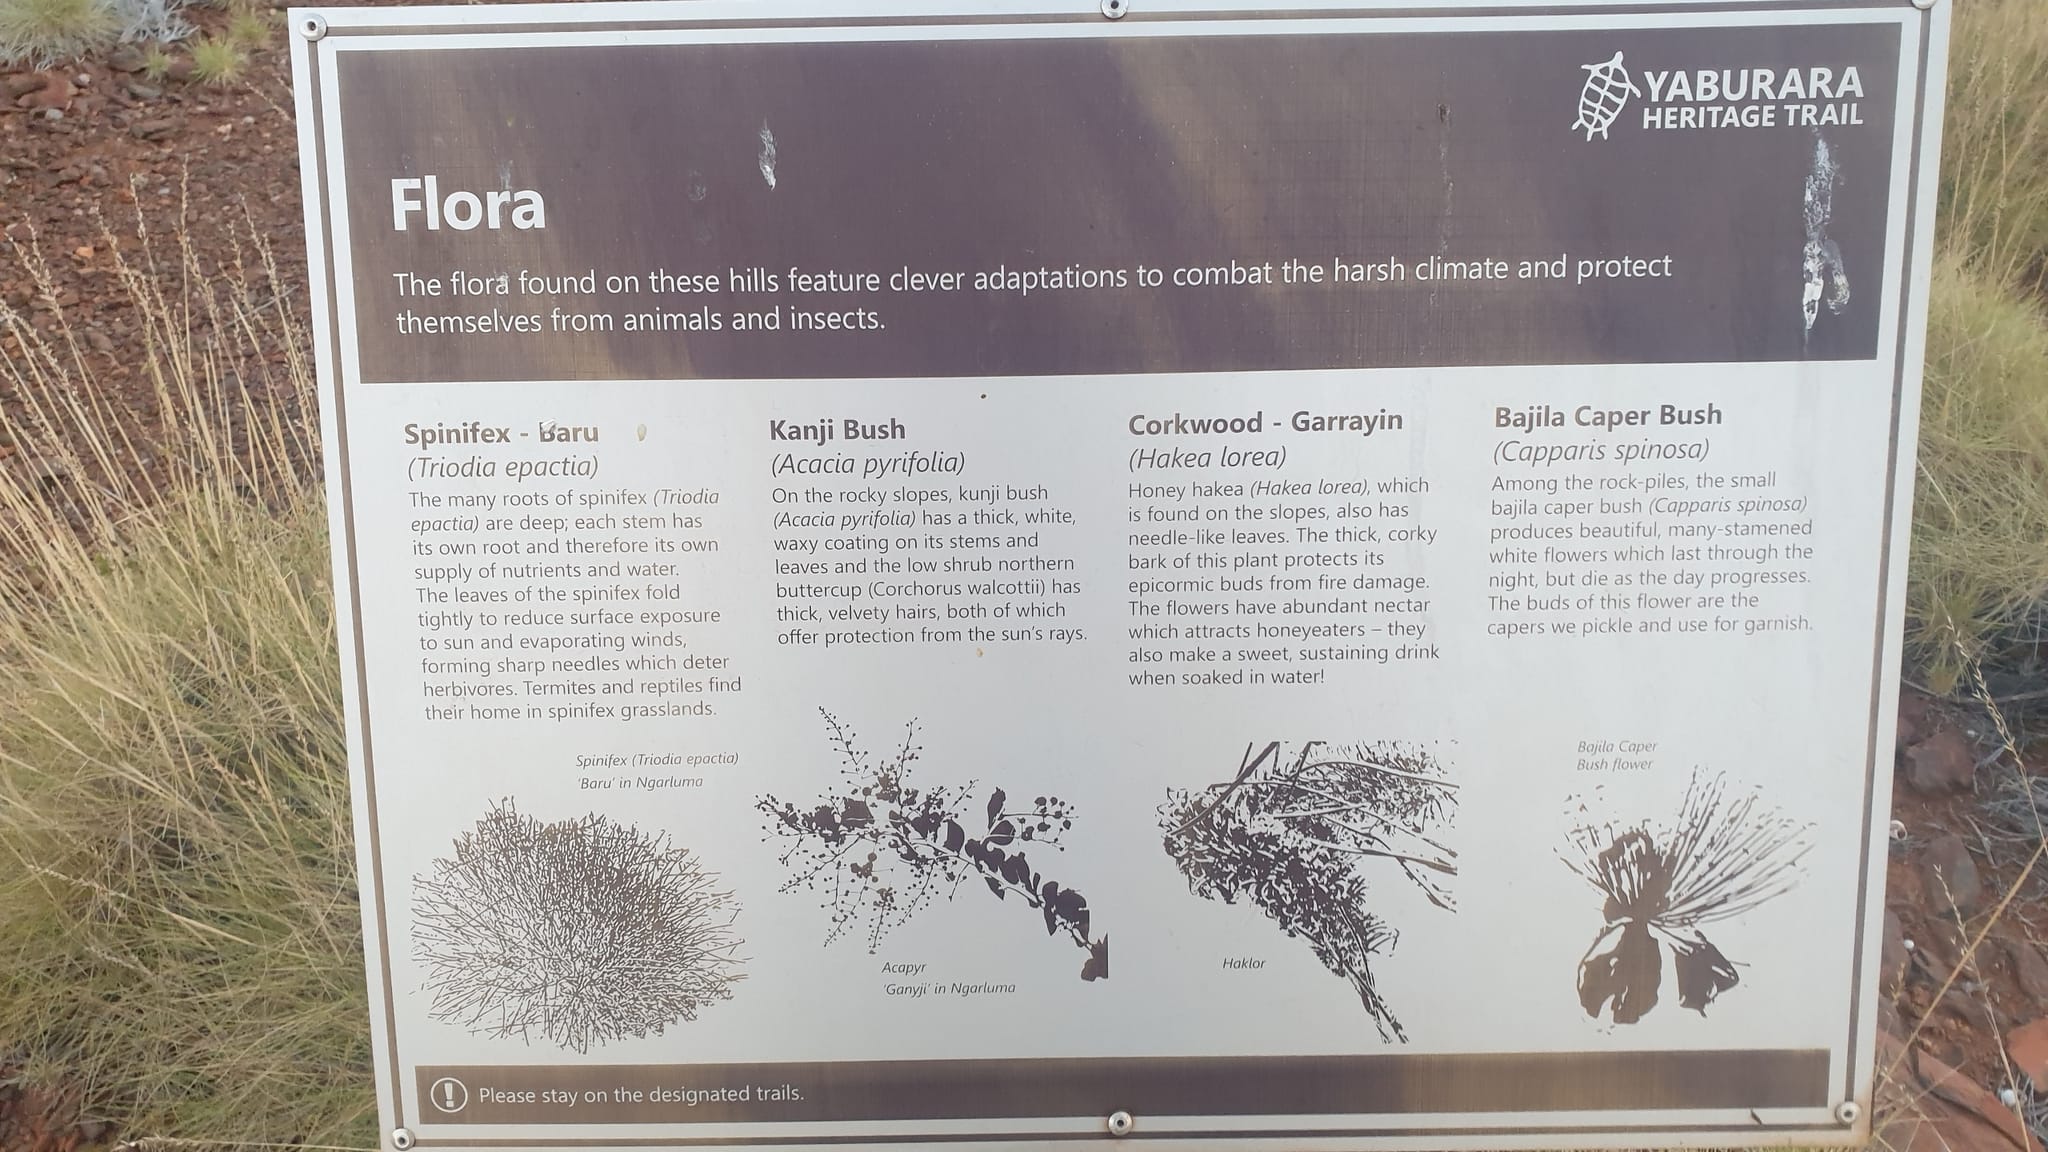 YABURARA
HERITAGE TRAIL
Flora
The flora found on these hills feature clever adaptations to combat the harsh climate and protect
themselves from animals and insects.
Spinifex - Baru
(Triodia epactia)
The many roots of spinifex (Triodia
epactia) are deep; each stem has
its own root and therefore its own
supply of nutrients and water.
The leaves of the spinifex fold
tightly to reduce surface exposure
to sun and evaporating winds,
forming sharp needles which deter
herbivores. Termites and reptiles find
their home in spinifex grasslands.
Spinifex (Triodia epactia)
'Baru' in Ngarluma
Kanji Bush
(Acacia pyrifolia)
On the rocky slopes, kunji bush
(Acacia pyrifolia) has a thick, white,
waxy coating on its stems and
leaves and the low shrub northern
buttercup (Corchorus walcottii) has
thick, velvety hairs, both of which
offer protection from the sun's rays.
Acapyr
'Ganyji' in Ngarluma
Corkwood - Garrayin
(Hakea lorea)
Honey hakea (Hakea lorea), which
is found on the slopes, also has
needle-like leaves. The thick, corky
bark of this plant protects its
epicormic buds from fire damage.
The flowers have abundant nectar
which attracts honeyeaters – they
also make a sweet, sustaining drink
when soaked in water!
Haklor
Bajila Caper Bush
(Capparis spinosa)
Among the rock-piles, the small
bajila caper bush (Capparis spinosa)
produces beautiful, many-stamened
white flowers which last through the
night, but die as the day progresses.
The buds of this flower are the
capers we pickle and use for garnish.
Bajila Caper
Bush flower
Please stay on the designated trails.